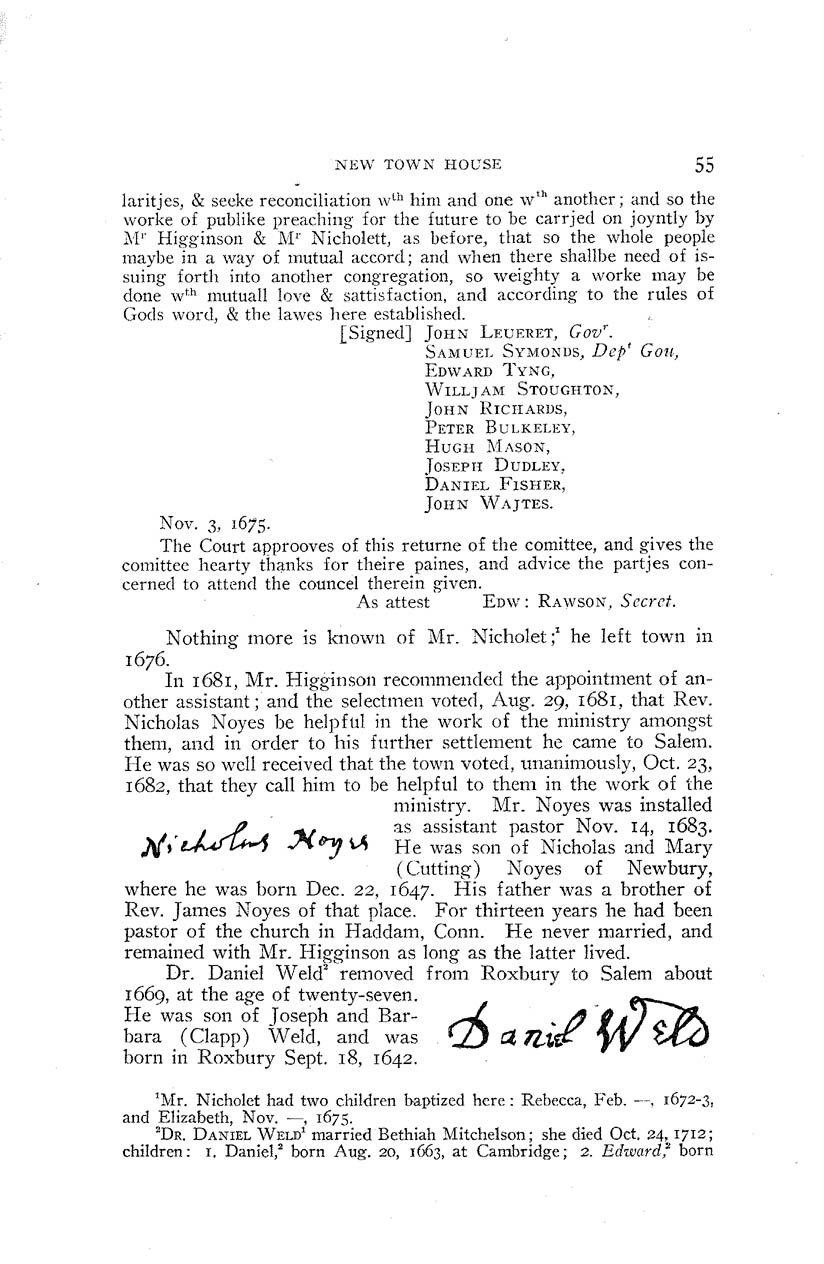 NEW TOWN HOUSE 55
laritjes, & seeke reconciliation wth him and one wth another; and so the
worke of publike preaching for the future to be carrjed on joyntly by
Mr Higginson & Mr Nicholett, as before, that so the whole people
maybe in a way of mutual accord; and when there shallbe need of is-
suing forth into another congregation, so weighty a worke may be
done wth mutuall love & sattisfaction, and according to the rules of
Gods word, & the lawes here established.
[Signed] JOHN LEUERET, Govr.
SAMUEL SYMONDS, Dept Gou,
EDWARD TYNG,
WILLJAM STOUGHTON,
JOHN RICHARDS,
PETER BULKELEY,
HUGH MASON,
JOSEPH DUDLEY,
DANIEL FISHER,
JOHN WAJTES.
Nov. 3, 1675.
The Court approoves of this returne of the comittee, and gives the
comittee hearty thanks for theire paines, and advice the partjes con-
cerned to attend the councel therein given.
As attest EDW: RAWSON, Secret.
Nothing more is known of Mr. Nicholet;¹ he left town in
1676.
In 1681, Mr. Higginson recommended the appointment of an-
other assistant; and the selectmen voted, Aug. 29, 1681, that Rev.
Nicholas Noyes be helpful in the work of the ministry amongst
them, and in order to his further settlement he came to Salem.
He was so well received that the town voted, unanimously, Oct. 23,
1682, that they call him to be helpful to them in the work of the
ministry. Mr. Noyes was installed
as assistant pastor Nov. 14, 1683.
Nicholas Noyes He was son of Nicholas and Mary
(Cutting) Noyes of Newbury,
where he was born Dec. 22, 1647. His father was a brother of
Rev. James Noyes of that place. For thirteen years he had been
pastor of the church in Haddam, Conn. He never married, and
remained with Mr. Higginson as long as the latter lived.
Dr. Daniel Weld² removed from Roxbury to Salem about
1669, at the age of twenty-seven.
He was son of Joseph and Bar-
bara (Clapp) Weld, and was Daniel Weld
born in Roxbury Sept. 18, 1642.
¹Mr. Nicholet had two children baptized here: Rebecca, Feb. —, 1672-3,
and Elizabeth, Nov. —, 1675.
²DR. DANIEL WELD¹ married Bethiah Mitchelson; she died Oct. 24, 1712;
children: 1. Daniel,² born Aug. 20, 1663, at Cambridge; 2. Edward,² born